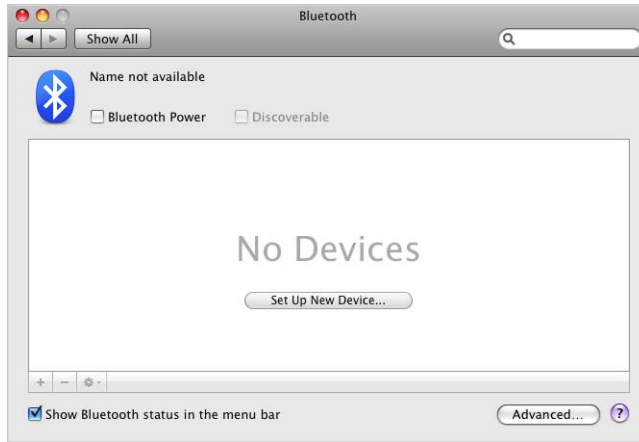 Bluetooth
Show All
Name not available
Bluetooth Power Discoverable
No Devices
Set Up New Device...
+ −
Show Bluetooth status in the menu bar
Advanced... ?